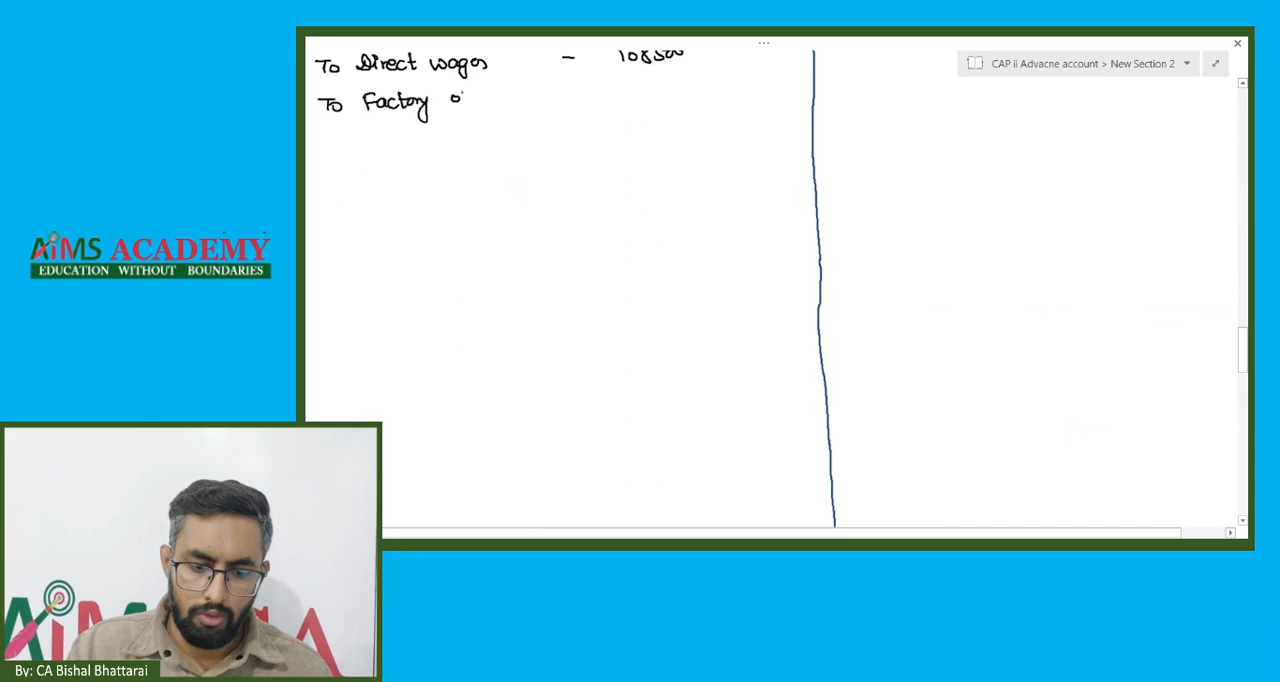 To Direct wages - 108500
To Factory o
CAP ii Advacne account > New Section 2
AiMS ACADEMY
EDUCATION WITHOUT BOUNDARIES
By: CA Bishal Bhattarai